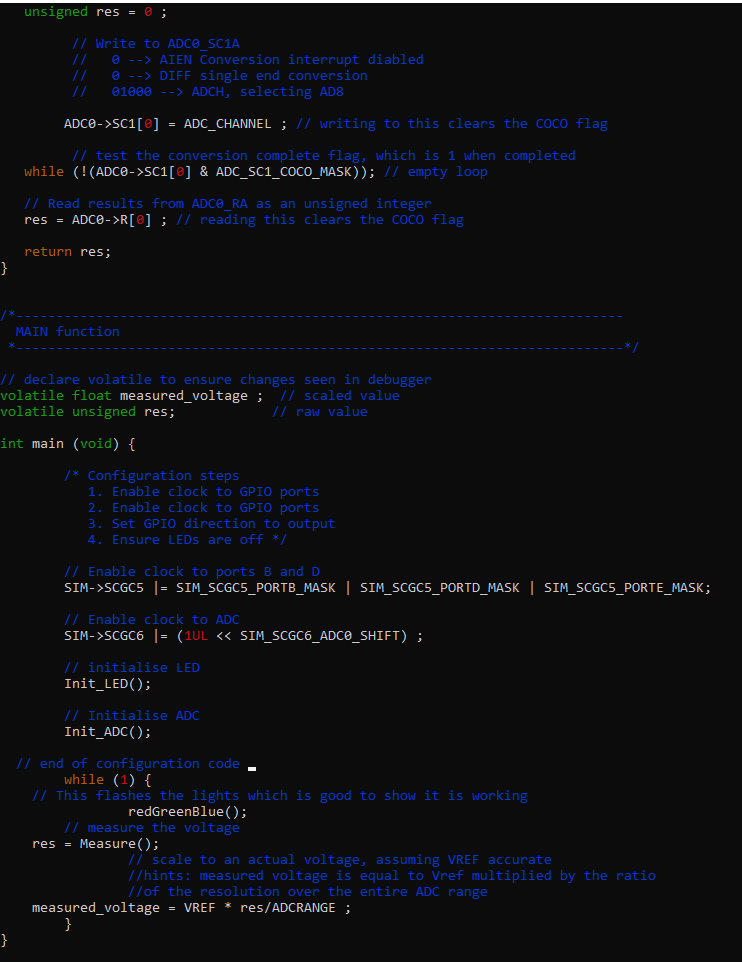 unsigned res = 0 ;
// Write to ADC0_SC1A
//   0 --> AIEN Conversion interrupt diabled
//   0 --> DIFF single end conversion
//   01000 --> ADCH, selecting AD8
ADC0->SC1[0] = ADC_CHANNEL ; // writing to this clears the COCO flag
// test the conversion complete flag, which is 1 when completed
while (!(ADC0->SC1[0] & ADC_SC1_COCO_MASK)); // empty loop
// Read results from ADC0_RA as an unsigned integer
res = ADC0->R[0] ; // reading this clears the COCO flag
return res;
}
/*----------------------------------------------------------------------------
MAIN function
*----------------------------------------------------------------------------*/
// declare volatile to ensure changes seen in debugger
volatile float measured_voltage ;  // scaled value
volatile unsigned res;            // raw value
int main (void) {
/* Configuration steps
1. Enable clock to GPIO ports
2. Enable clock to GPIO ports
3. Set GPIO direction to output
4. Ensure LEDs are off */
// Enable clock to ports B and D
SIM->SCGC5 |= SIM_SCGC5_PORTB_MASK | SIM_SCGC5_PORTD_MASK | SIM_SCGC5_PORTE_MASK;
// Enable clock to ADC
SIM->SCGC6 |= (1UL << SIM_SCGC6_ADC0_SHIFT) ;
// initialise LED
Init_LED();
// Initialise ADC
Init_ADC();
// end of configuration code
while (1) {
// This flashes the lights which is good to show it is working
redGreenBlue();
// measure the voltage
res = Measure();
// scale to an actual voltage, assuming VREF accurate
//hints: measured voltage is equal to Vref multiplied by the ratio
//of the resolution over the entire ADC range
measured_voltage = VREF * res/ADCRANGE ;
}
}